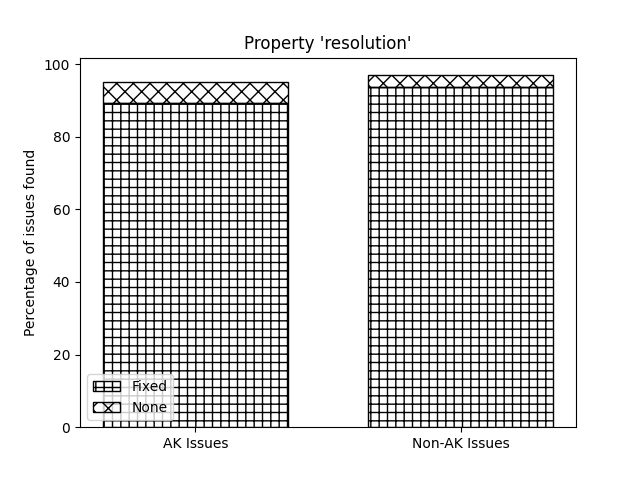 Property 'resolution'
Percentage of issues found
100
80
60
40
20
0
Fixed
None
AK Issues
Non-AK Issues